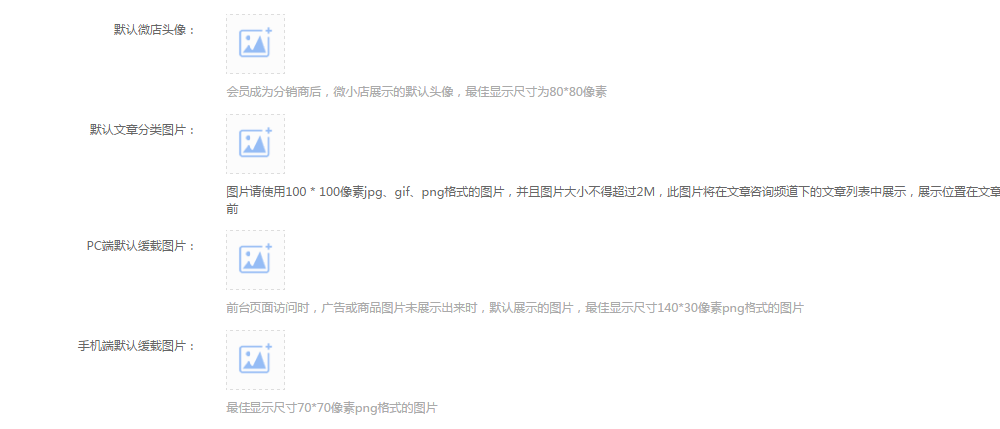 默认微店头像：
会员成为分销商后，微小店展示的默认头像，最佳显示尺寸为80*80像素
默认文章分类图片：
图片请使用100 * 100像素jpg、gif、png格式的图片，并且图片大小不得超过2M，此图片将在文章咨询频道下的文章列表中展示，展示位置在文章
前
PC端默认缓载图片：
前台页面访问时，广告或商品图片未展示出来时，默认展示的图片，最佳显示尺寸140*30像素png格式的图片
手机端默认缓载图片：
最佳显示尺寸70*70像素png格式的图片